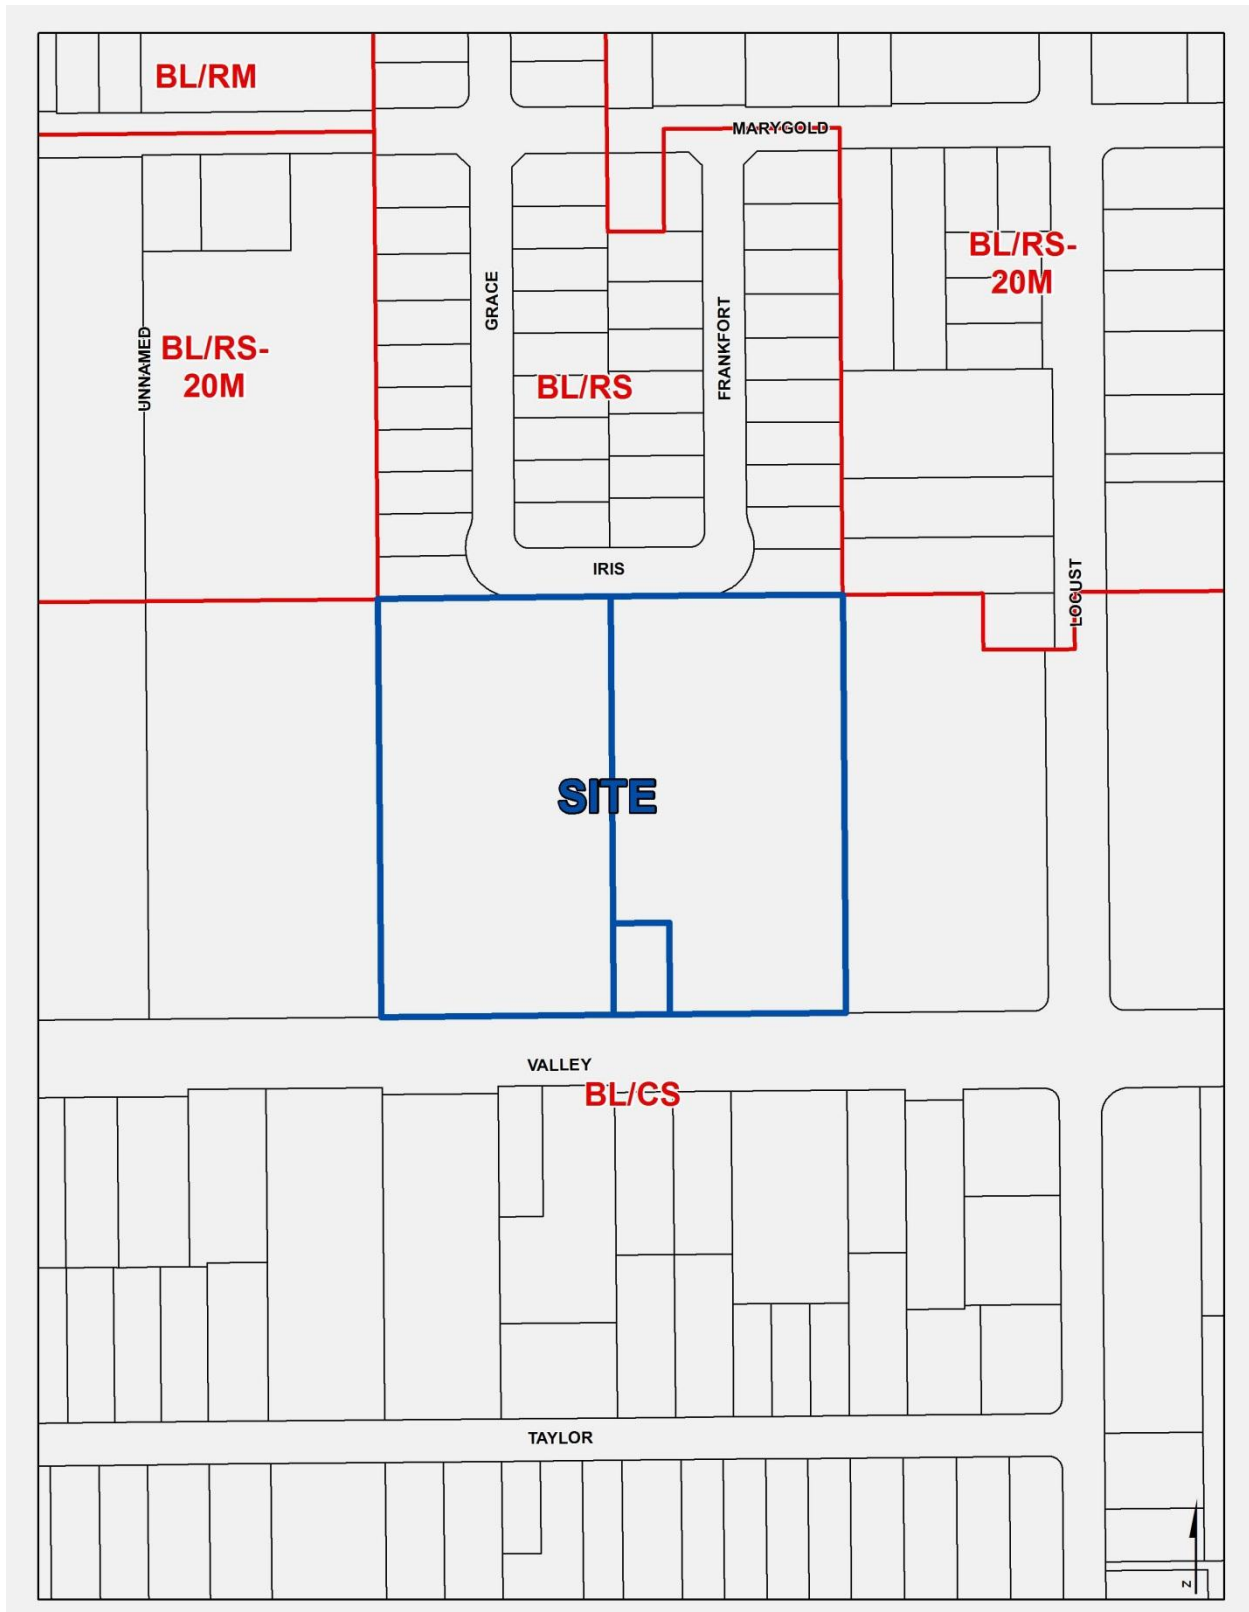 BL/RM
MARYGOLD
BL/RS-
20M
GRACE
FRANKFORT
UNNAMED
BL/RS-
20M
BL/RS
IRIS
LOCUST
SITE
VALLEY
BL/CS
TAYLOR
N